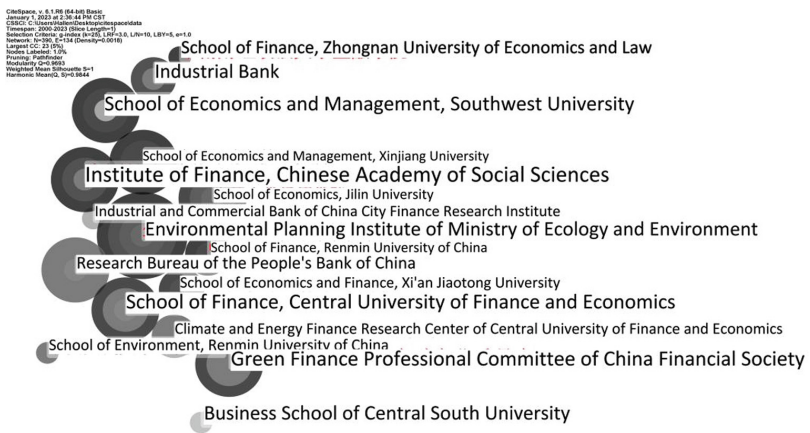 CiteSpace, v. 6.1.R6 (64-bit) Basic
January 1, 2023 at 2:36:44 PM CST
CSSCI: C:\Users\Hailen\Desktop\citespace\data
Timespan: 2000-2023 (Slice Length=1)
Selection Criteria: g-index (k=25), LRF=3.0, L/N=10, LBY=5, e=1.0
Network: N=390, E=134 (Density=0.0018)
Largest CC: 23 (5%)
Nodes Labeled: 1.0%
Pruning: Pathfinder
Modularity Q=0.9693
Weighted Mean Silhouette S=1
Harmonic Mean(Q, S)=0.9844
School of Finance, Zhongnan University of Economics and Law
Industrial Bank
School of Economics and Management, Southwest University
School of Economics and Management, Xinjiang University
Institute of Finance, Chinese Academy of Social Sciences
School of Economics, Jilin University
Industrial and Commercial Bank of China City Finance Research Institute
Environmental Planning Institute of Ministry of Ecology and Environment
School of Finance, Renmin University of China
Research Bureau of the People's Bank of China
School of Economics and Finance, Xi'an Jiaotong University
School of Finance, Central University of Finance and Economics
Climate and Energy Finance Research Center of Central University of Finance and Economics
School of Environment, Renmin University of China
Green Finance Professional Committee of China Financial Society
Business School of Central South University